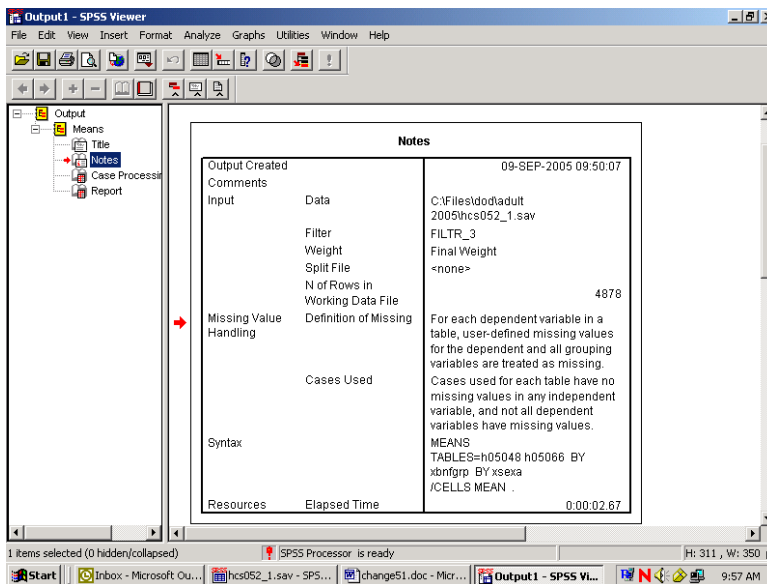 Output1 - SPSS Viewer
File Edit View Insert Format Analyze Graphs Utilities Window Help
Output
Means
Title
Notes
Case Processin
Report
Notes
Output Created 09-SEP-2005 09:50:07
Comments
Input Data C:\Files\dod\adult
2005\hcs052_1.sav
Filter FILTR_3
Weight Final Weight
Split File <none>
N of Rows in
Working Data File 4878
Missing Value Definition of Missing For each dependent variable in a
Handling table, user-defined missing values
for the dependent and all grouping
variables are treated as missing.
Cases Used Cases used for each table have no
missing values in any independent
variable, and not all dependent
variables have missing values.
Syntax MEANS
TABLES=h05048 h05066 BY
xbnfgrp BY xsexa
/CELLS MEAN .
Resources Elapsed Time 0:00:02.67
1 items selected (0 hidden/collapsed) SPSS Processor is ready H: 311 , W: 350
Start Inbox - Microsoft Ou... hcs052_1.sav - SPS... change51.doc - Micr... Output1 - SPSS Vi... 9:57 AM